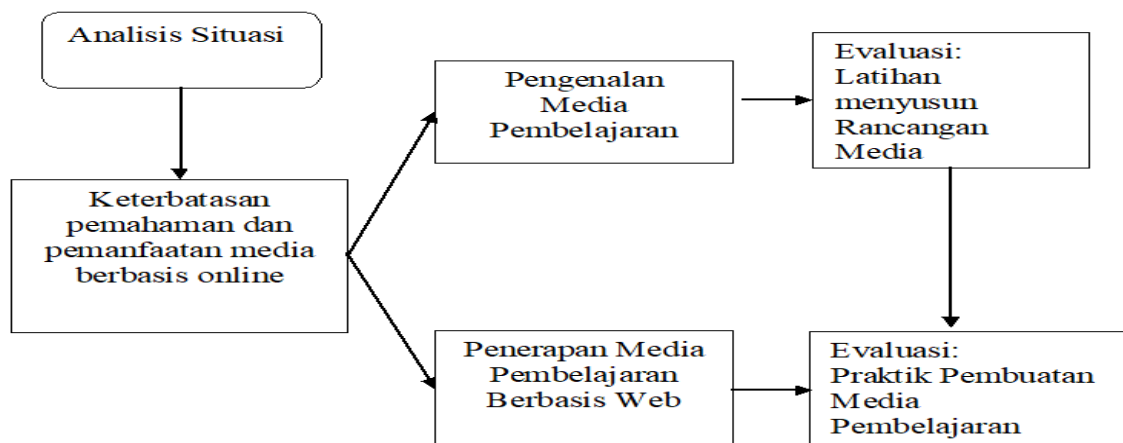 Analisis Situasi
Keterbatasan
pemahaman dan
pemanfaatan media
berbasis online
Pengenalan
Media
Pembelajaran
Evaluasi:
Latihan
menyusun
Rancangan
Media
Penerapan Media
Pembelajaran
Berbasis Web
Evaluasi:
Praktik Pembuatan
Media
Pembelajaran